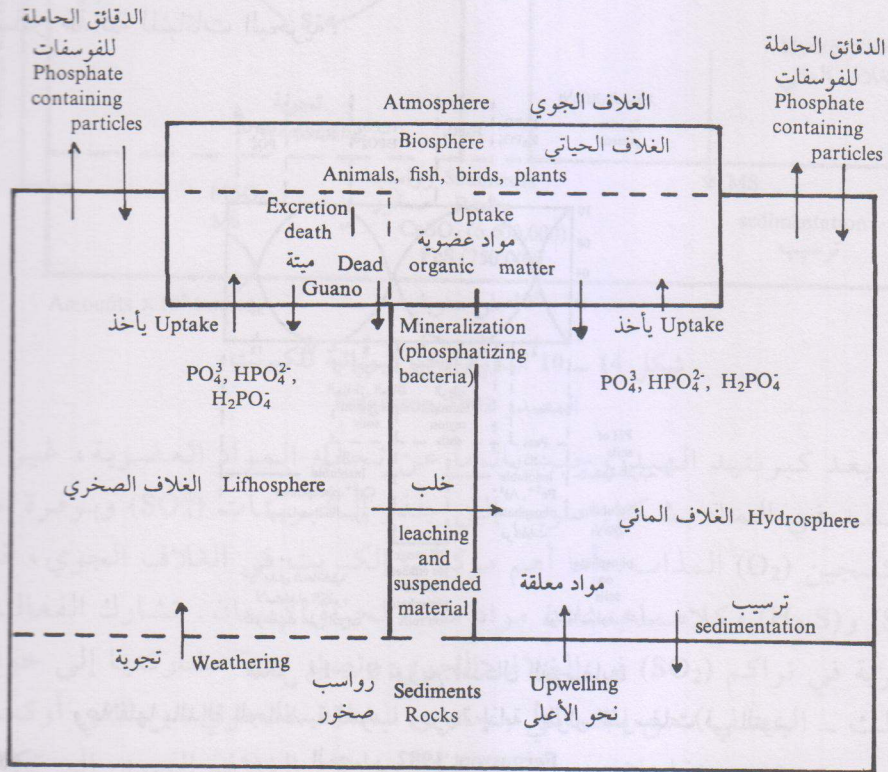 الدقائق الحاملة
للفوسفات
Phosphate
containing
particles
الدقائق الحاملة
للفوسفات
Phosphate
containing
particles
Atmosphere الغلاف الجوي
Biosphere الغلاف الحياتي
Animals, fish, birds, plants
Excretion
death
ميتة Dead
Guano
Uptake
مواد عضوية
organic matter
يأخذ Uptake
Mineralization
(phosphatizing
bacteria)
يأخذ Uptake
PO₄³, HPO₄²⁻,
H₂PO₄⁻
PO₄³, HPO₄²⁻, H₂PO₄⁻
الغلاف الصخري Lifhosphere
خلب
leaching
and
suspended
material
الغلاف المائي Hydrosphere
مواد معلقة
ترسيب
sedimentation
تجوية Weathering
رواسب Sediments
صخور Rocks
Upwelling
نحو الأعلى